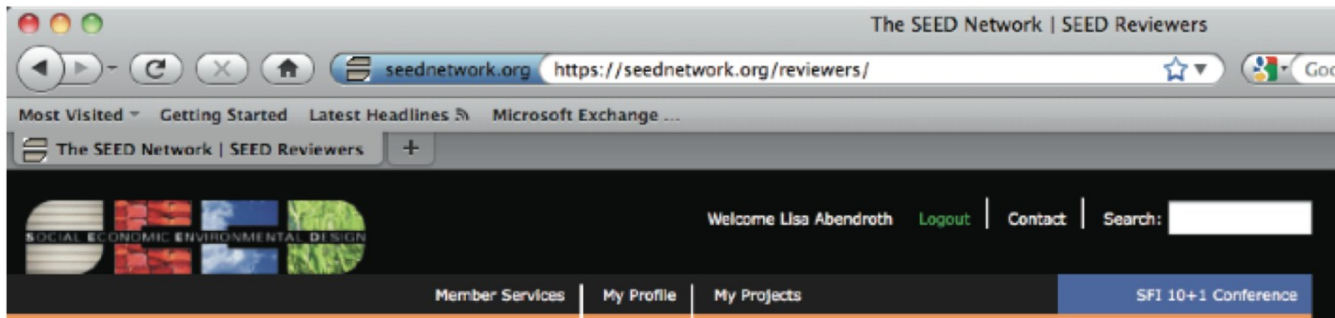 The SEED Network | SEED Reviewers
seednetwork.org https://seednetwork.org/reviewers/ Goo
Most Visited Getting Started Latest Headlines Microsoft Exchange ...
The SEED Network | SEED Reviewers +
Welcome Lisa Abendroth Logout | Contact | Search:
SOCIAL ECONOMIC ENVIRONMENTAL DESIGN
Member Services | My Profile | My Projects SFI 10+1 Conference